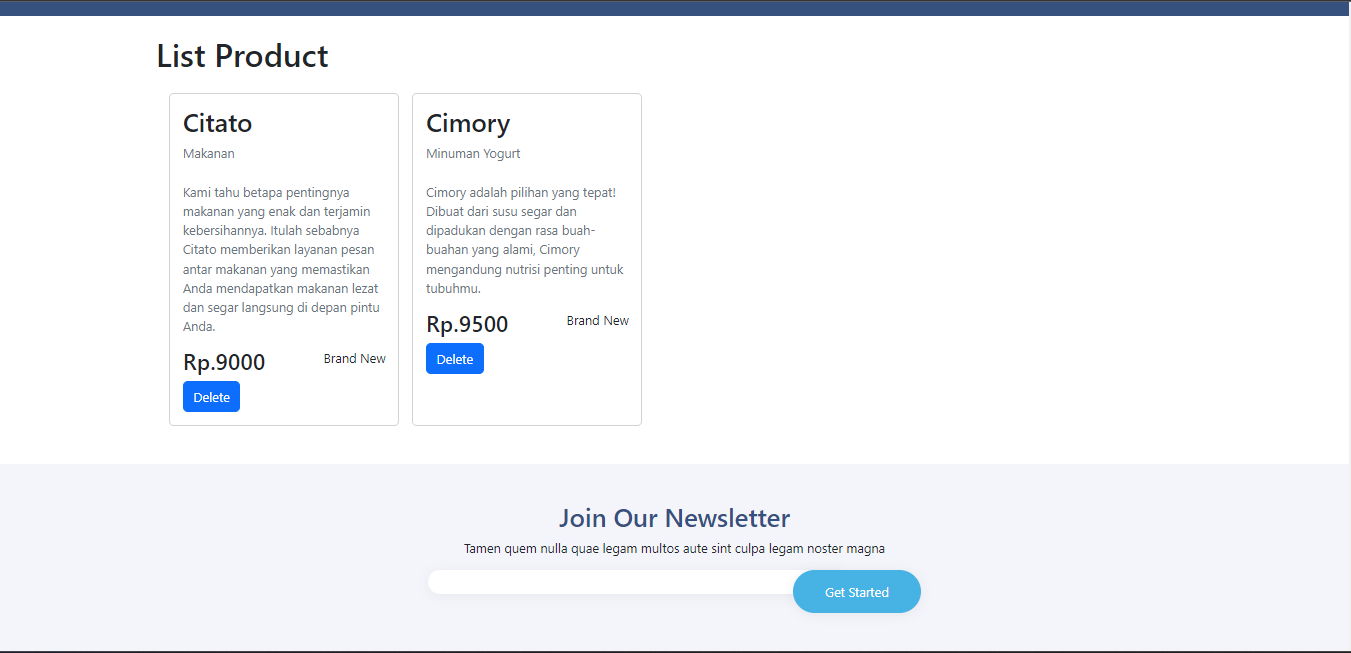 List Product
Citato
Makanan
Kami tahu betapa pentingnya
makanan yang enak dan terjamin
kebersihannya. Itulah sebabnya
Citato memberikan layanan pesan
antar makanan yang memastikan
Anda mendapatkan makanan lezat
dan segar langsung di depan pintu
Anda.
Rp.9000
Brand New
Delete
Cimory
Minuman Yogurt
Cimory adalah pilihan yang tepat!
Dibuat dari susu segar dan
dipadukan dengan rasa buah-
buahan yang alami, Cimory
mengandung nutrisi penting untuk
tubuhmu.
Rp.9500
Brand New
Delete
Join Our Newsletter
Tamen quem nulla quae legam multos aute sint culpa legam noster magna
Get Started